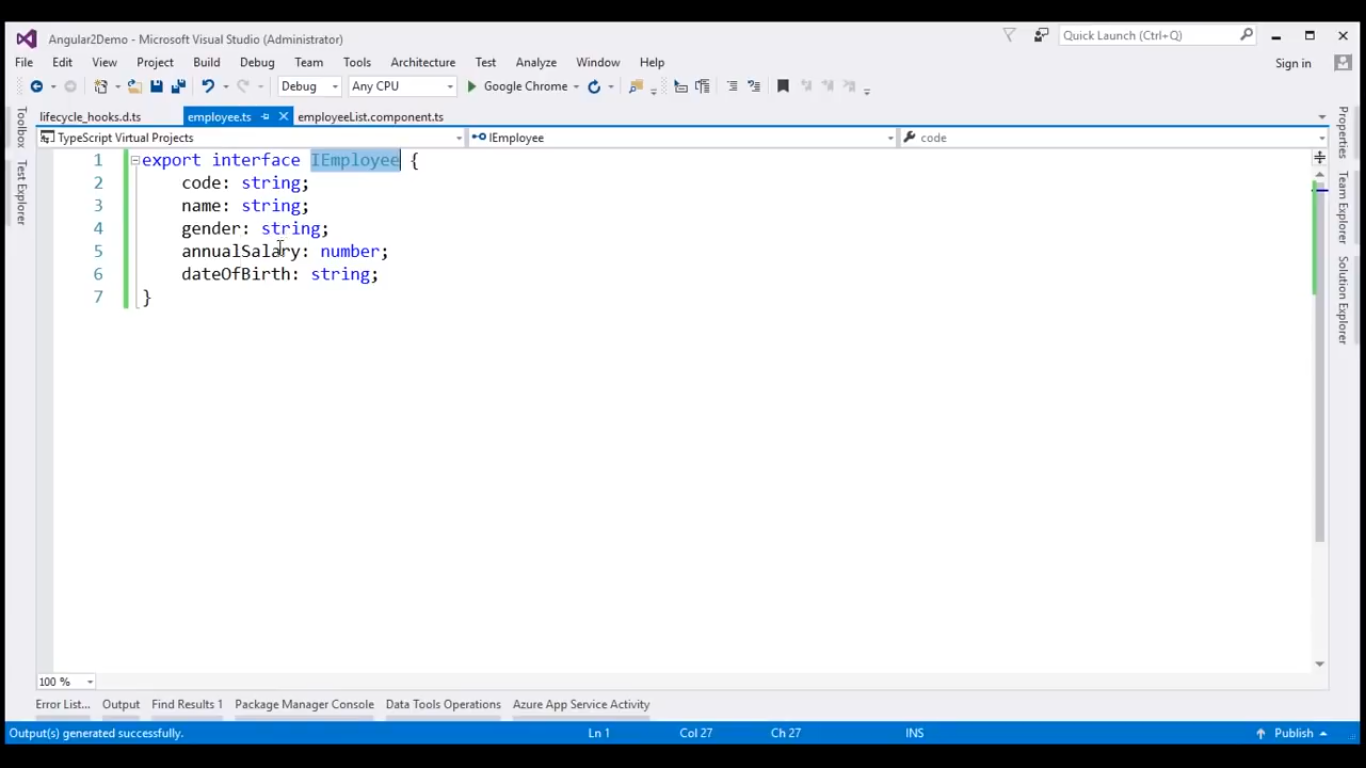 Angular2Demo - Microsoft Visual Studio (Administrator)
Quick Launch (Ctrl+Q)
File Edit View Project Build Debug Team Tools Architecture Test Analyze Window Help
Sign in
Debug Any CPU Google Chrome
lifecycle_hooks.d.ts employee.ts employeeList.component.ts
TypeScript Virtual Projects IEmployee code
1 export interface IEmployee {
2 code: string;
3 name: string;
4 gender: string;
5 annualSalary: number;
6 dateOfBirth: string;
7 }
Toolbox
Test Explorer
Properties
Team Explorer
Solution Explorer
100 %
Error List... Output Find Results 1 Package Manager Console Data Tools Operations Azure App Service Activity
Output(s) generated successfully. Ln 1 Col 27 Ch 27 INS Publish